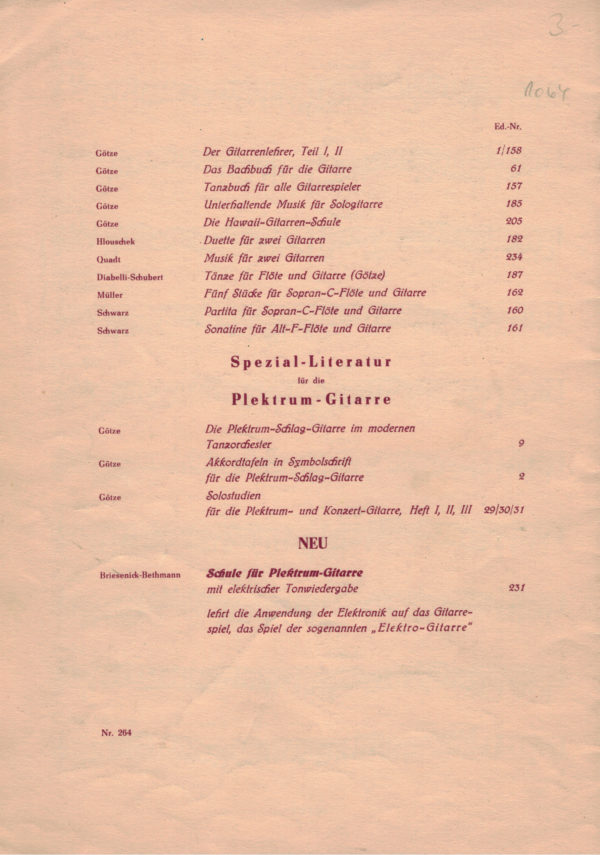 3-
Ed.-Nr.
Götze Der Gitarrenlehrer, Teil I, II 1/158
Götze Das Bachbuch für die Gitarre 61
Götze Tanzbuch für alle Gitarrespieler 157
Götze Unterhaltende Musik für Sologitarre 185
Götze Die Hawaii-Gitarren-Schule 205
Hlouschek Duette für zwei Gitarren 182
Quadt Musik für zwei Gitarren 234
Diabelli-Schubert Tänze für Flöte und Gitarre (Götze) 187
Müller Fünf Stücke für Sopran-C-Flöte und Gitarre 162
Schwarz Partita für Sopran-C-Flöte und Gitarre 160
Schwarz Sonatine für Alt-F-Flöte und Gitarre 161
Spezial-Literatur
für die
Plektrum-Gitarre
Götze Die Plektrum-Schlag-Gitarre im modernen
Tanzorchester 9
Götze Akkordtafeln in Symbolschrift
für die Plektrum-Schlag-Gitarre 2
Götze Solostudien
für die Plektrum- und Konzert-Gitarre, Heft I, II, III 29/30/31
NEU
Briesenick-Bethmann Schule für Plektrum-Gitarre
mit elektrischer Tonwiedergabe 231
lehrt die Anwendung der Elektronik auf das Gitarre-
spiel, das Spiel der sogenannten „Elektro-Gitarre"
Nr. 264